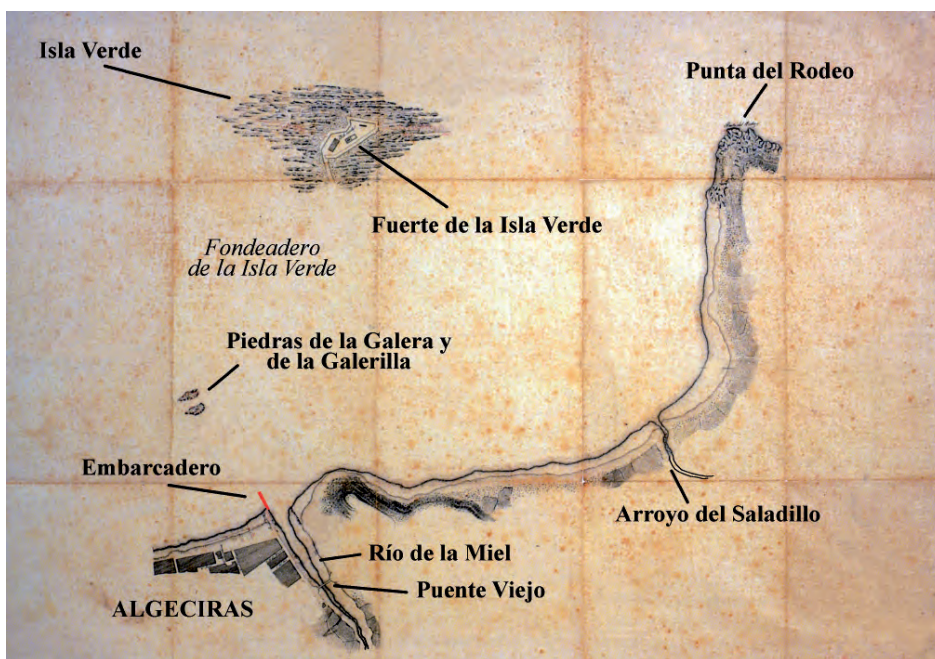 Isla Verde
Punta del Rodeo
Fuerte de la Isla Verde
Fondeadero
de la Isla Verde
Piedras de la Galera y
de la Galerilla
Embarcadero
Arroyo del Saladillo
Río de la Miel
Puente Viejo
ALGECIRAS